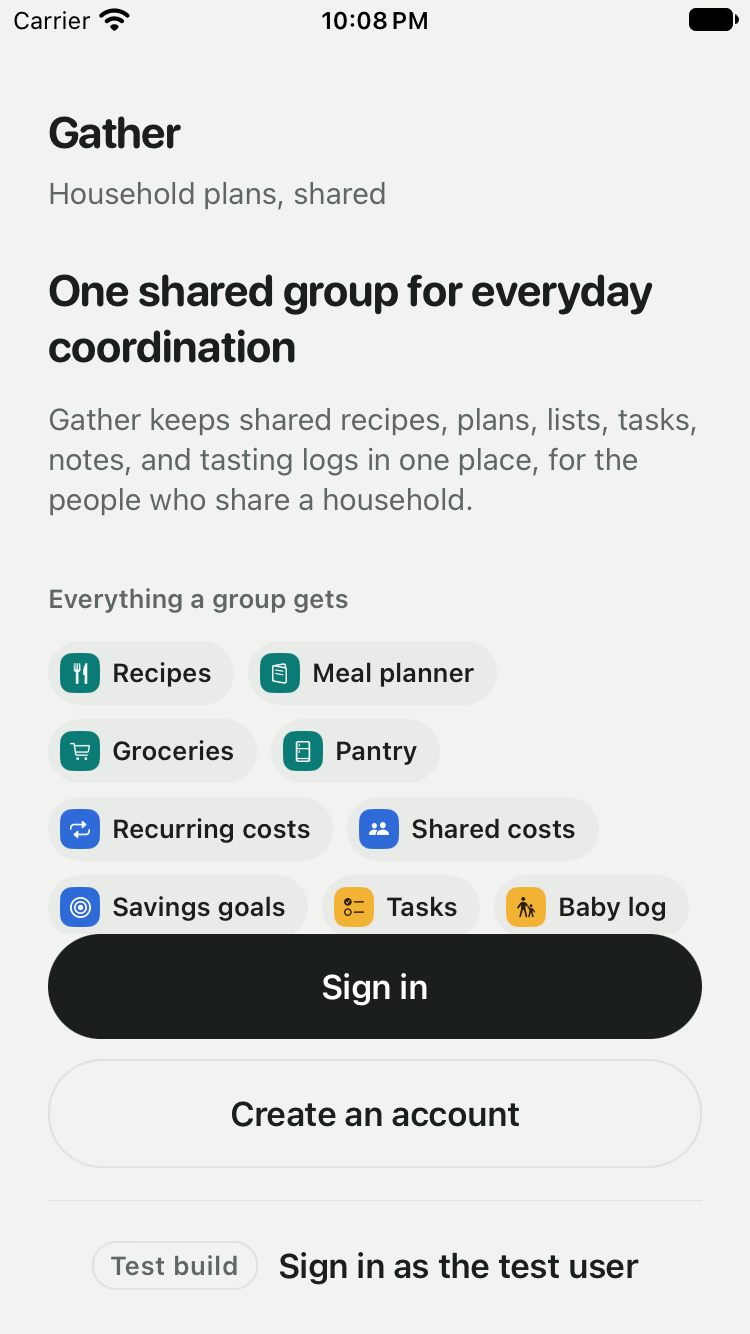 Carrier 10:08 PM
Gather
Household plans, shared
One shared group for everyday
coordination
Gather keeps shared recipes, plans, lists, tasks,
notes, and tasting logs in one place, for the
people who share a household.
Everything a group gets
Recipes Meal planner
Groceries Pantry
Recurring costs Shared costs
Savings goals Tasks Baby log
Sign in
Create an account
Test build Sign in as the test user